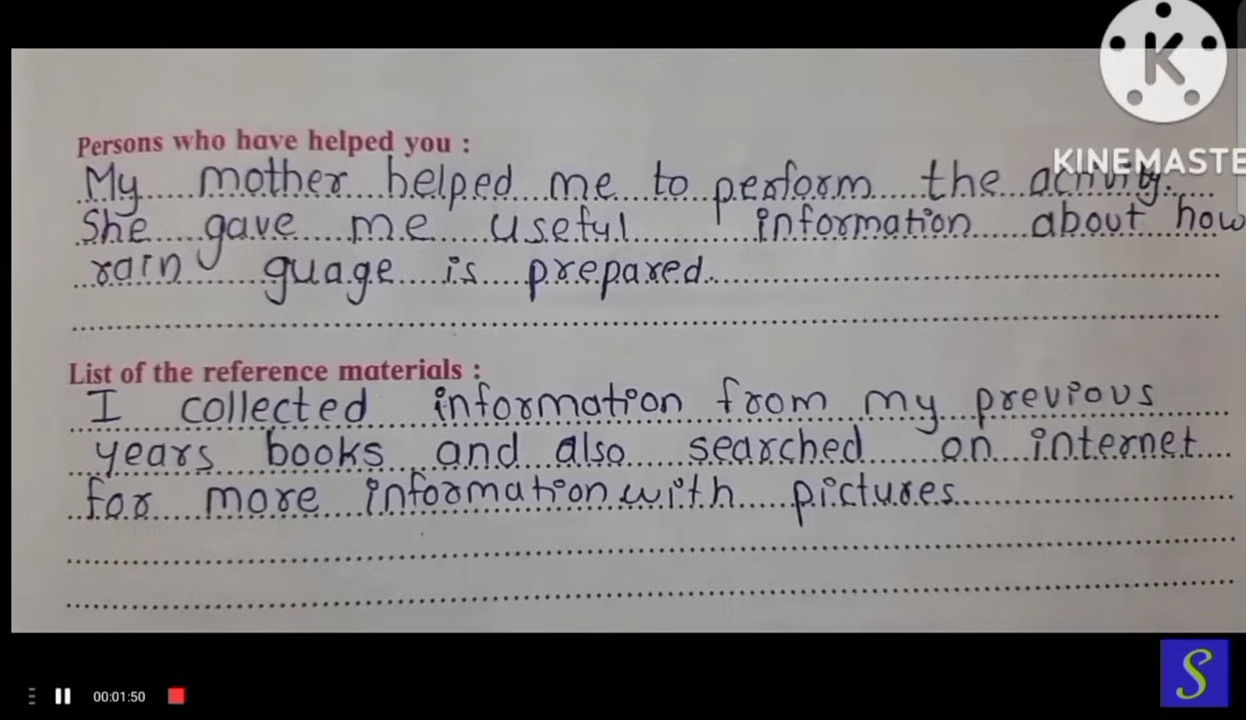 KINEMASTE
Persons who have helped you :
My mother helped me to perform the activity.
She gave me useful information about how
rain guage is prepared.
List of the reference materials :
I collected information from my previous
years books and also searched on internet
for more information with pictures.
00:01:50
S